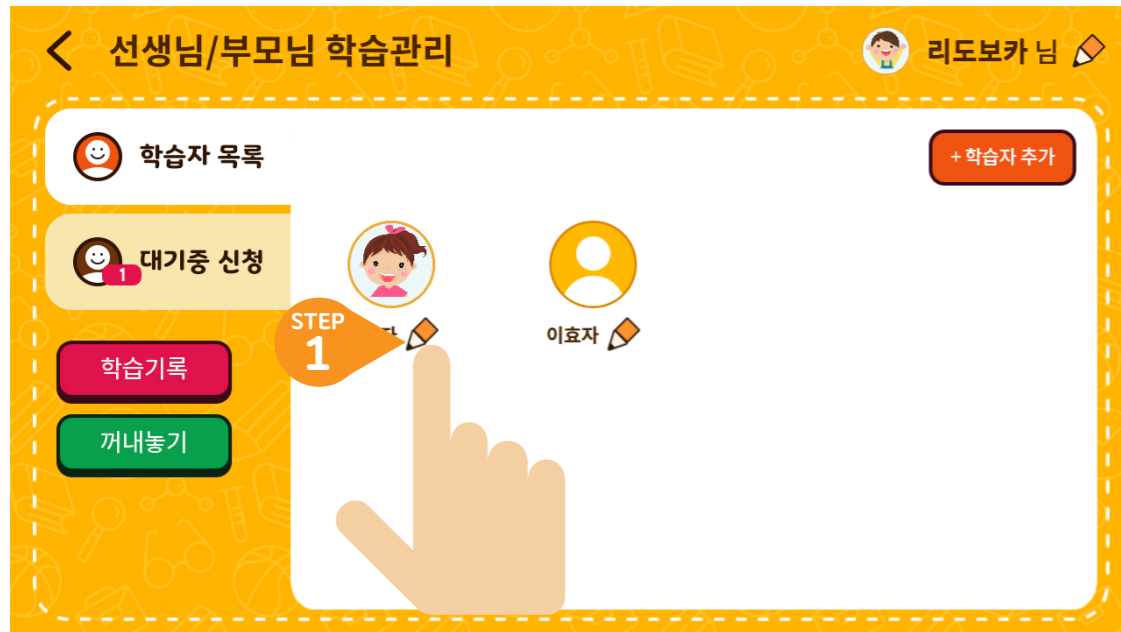 선생님/부모님 학습관리
리도보카 님
학습자 목록
+ 학습자 추가
대기중 신청
1
STEP
1
이효자
학습기록
꺼내놓기